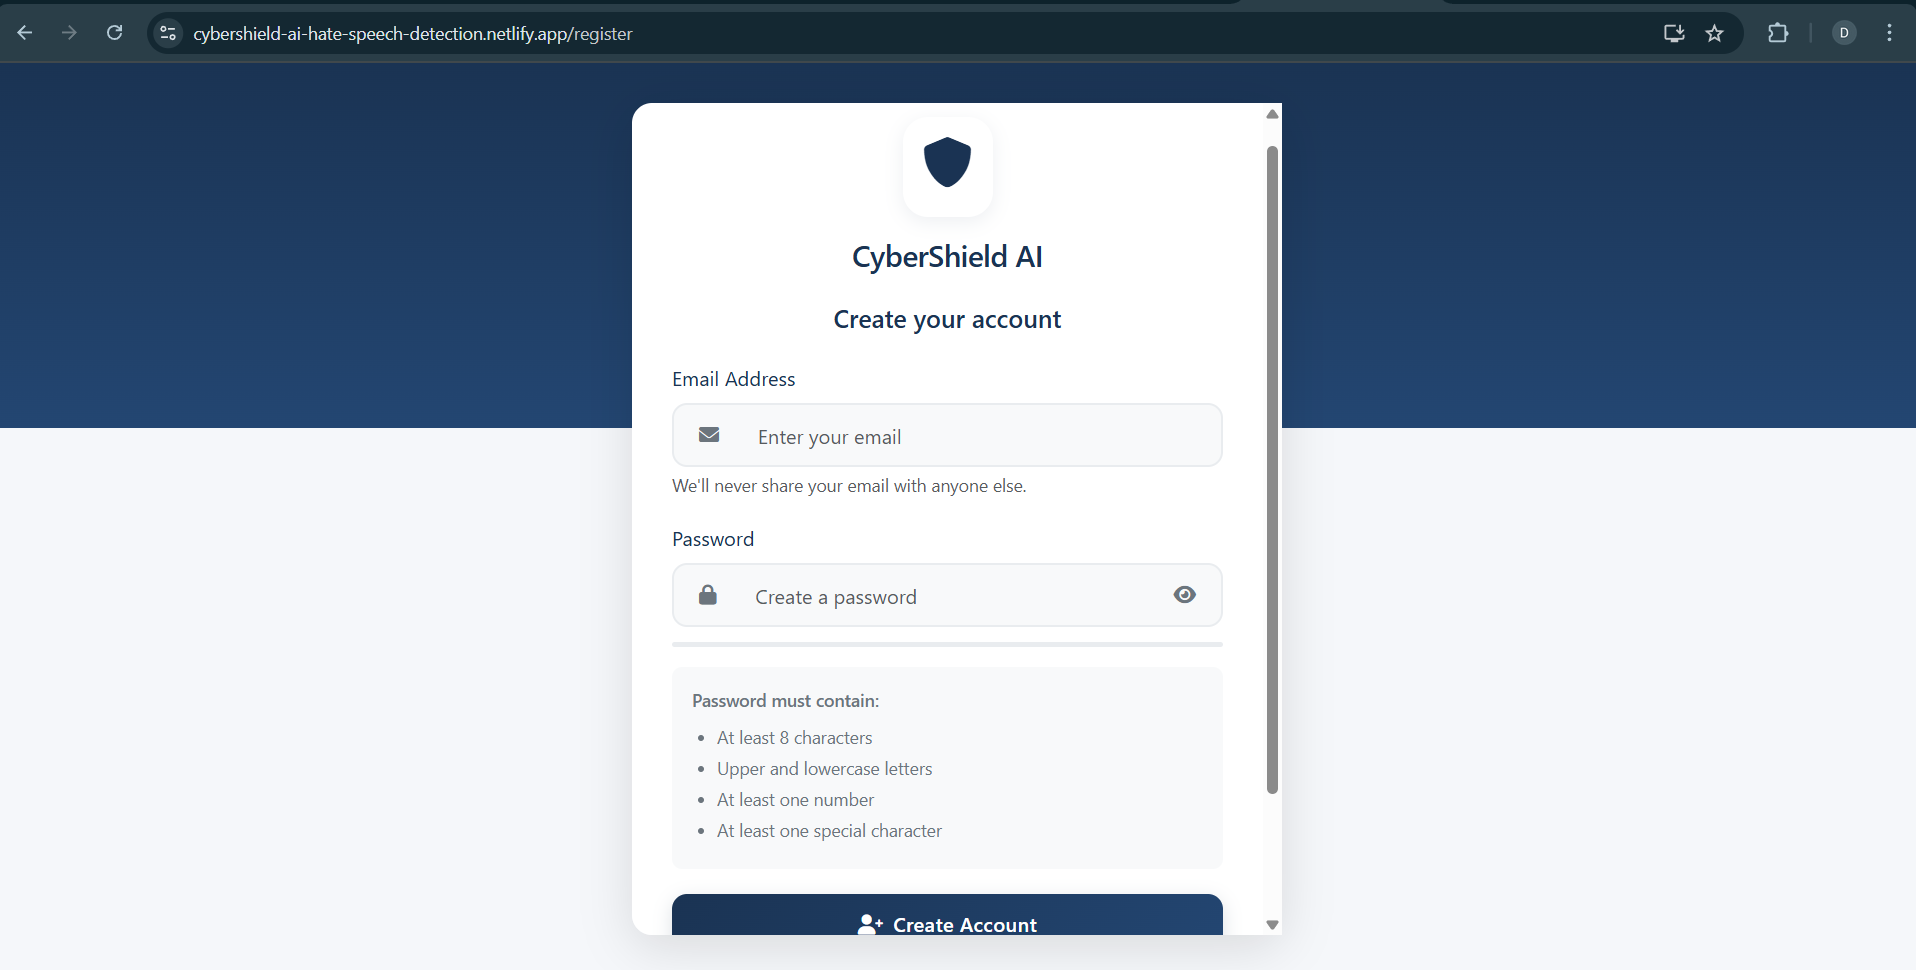 cybershield-ai-hate-speech-detection.netlify.app/register
D
CyberShield AI
Create your account
Email Address
Enter your email
We'll never share your email with anyone else.
Password
Create a password
Password must contain:
• At least 8 characters
• Upper and lowercase letters
• At least one number
• At least one special character
Create Account